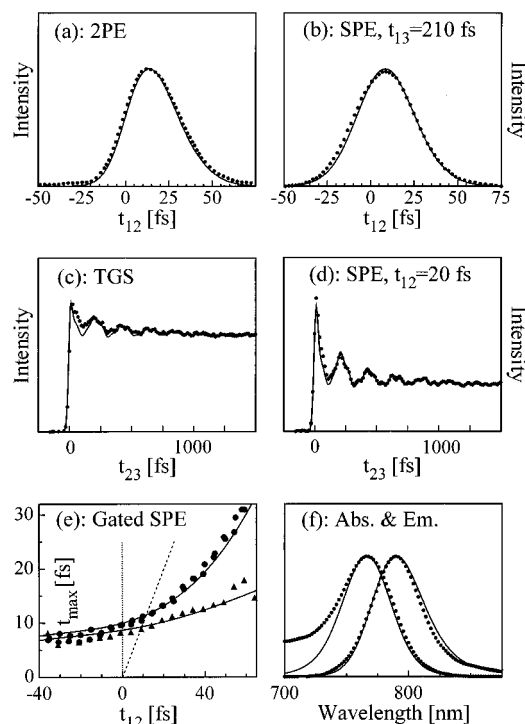 (a): 2PE
(b): SPE, t13=210 fs
Intensity
Intensity
-50 -25 0 25 50
-50 -25 0 25 50 75
t12 [fs]
t12 [fs]
(c): TGS
(d): SPE, t12=20 fs
Intensity
Intensity
0 1000
0 1000
t23 [fs]
t23 [fs]
(e): Gated SPE
(f): Abs. & Em.
30
20
10
0
tmax [fs]
-40 0 40
700 800
t12 [fs]
Wavelength [nm]